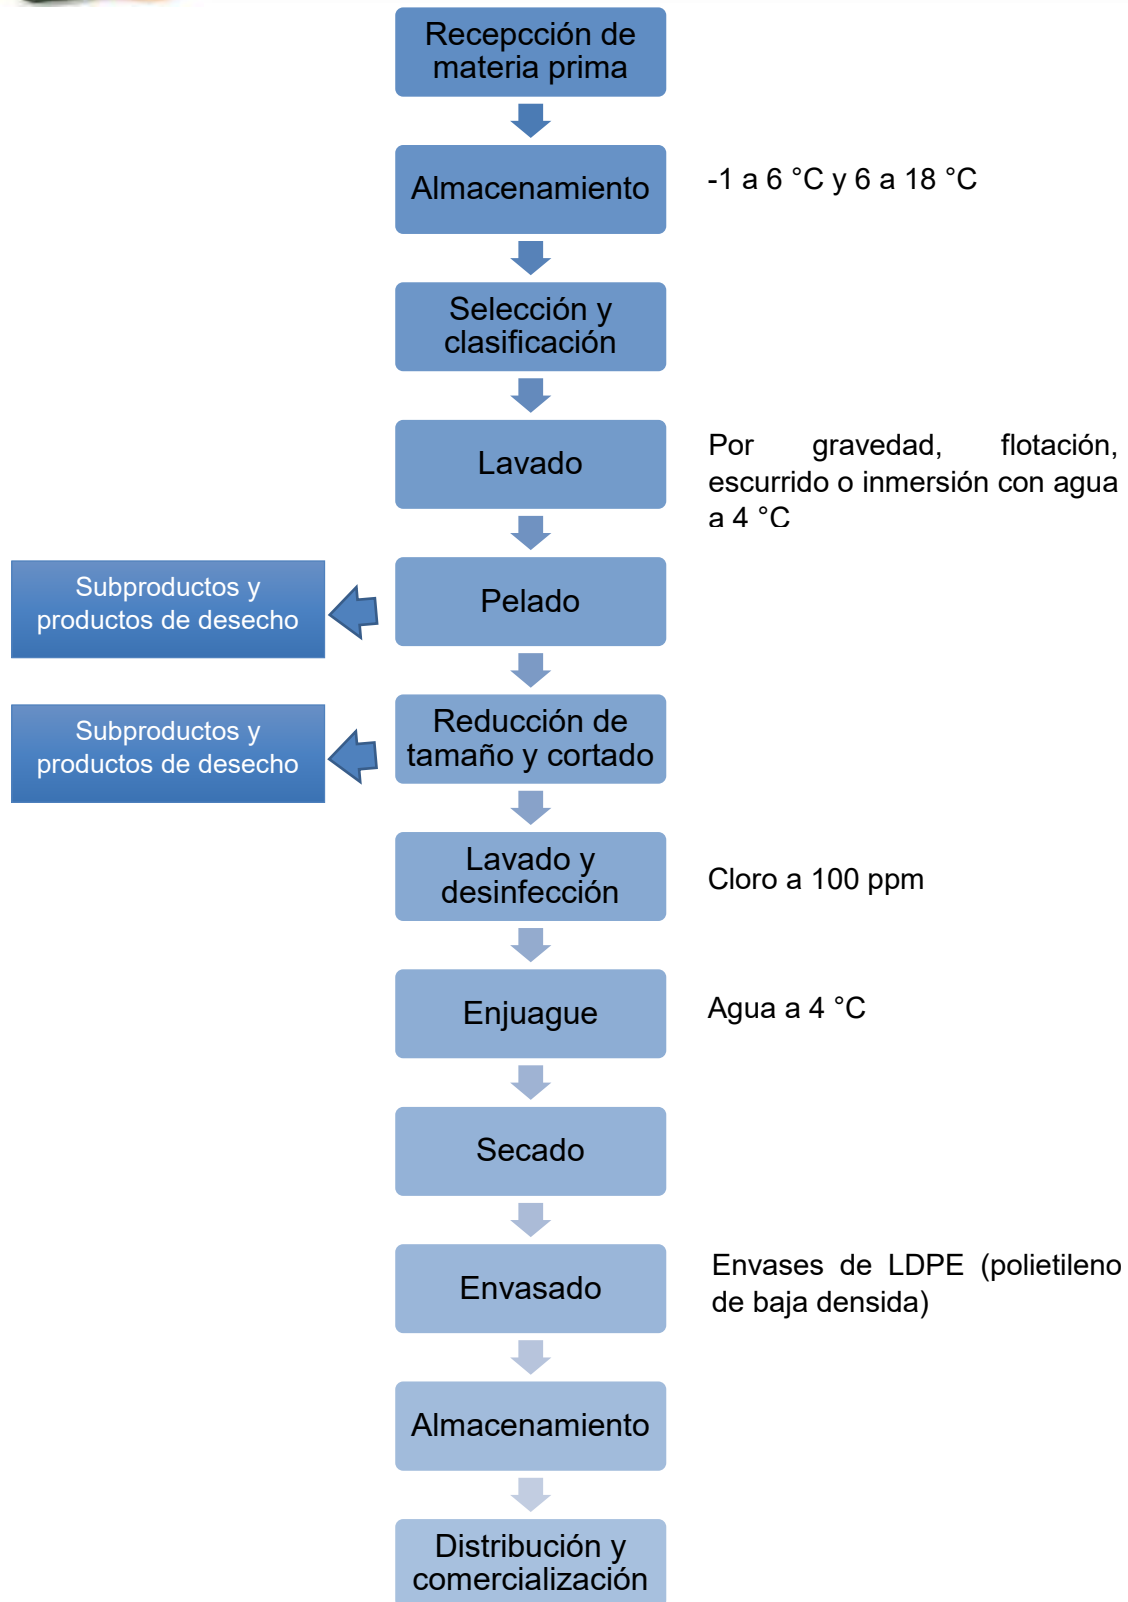 Recepcción de
materia prima
Almacenamiento
-1 a 6 °C y 6 a 18 °C
Selección y
clasificación
Lavado
Por gravedad, flotación,
escurrido o inmersión con agua
a 4 °C
Pelado
Subproductos y
productos de desecho
Reducción de
tamaño y cortado
Subproductos y
productos de desecho
Lavado y
desinfección
Cloro a 100 ppm
Enjuague
Agua a 4 °C
Secado
Envasado
Envases de LDPE (polietileno
de baja densida)
Almacenamiento
Distribución y
comercialización